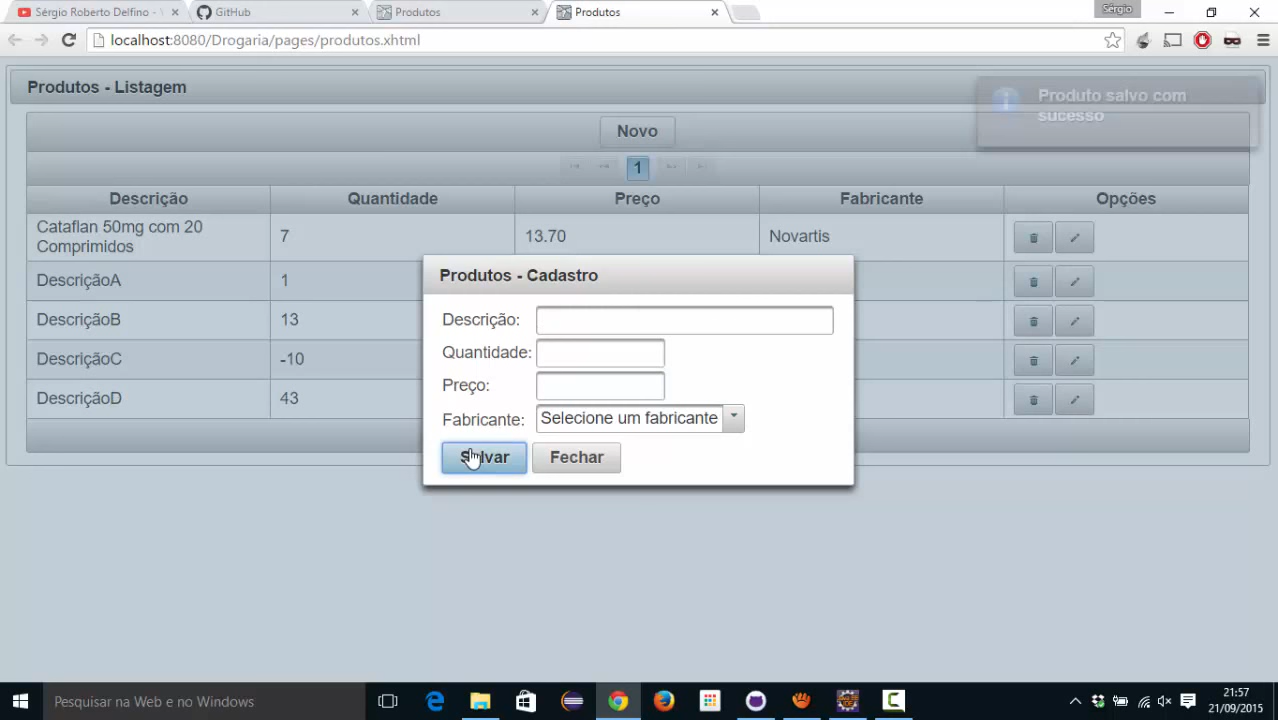 Sérgio Roberto Delfino -
GitHub
Produtos
Produtos
Sérgio
localhost:8080/Drogaria/pages/produtos.xhtml
Produtos - Listagem
Produto salvo com
sucesso
Novo
1
Descrição Quantidade Preço Fabricante Opções
Cataflan 50mg com 20
Comprimidos
7 13.70 Novartis
DescriçãoA 1
DescriçãoB 13
DescriçãoC -10
DescriçãoD 43
Produtos - Cadastro
Descrição:
Quantidade:
Preço:
Fabricante: Selecione um fabricante
Salvar Fechar
Pesquisar na Web e no Windows
21:57
21/09/2015